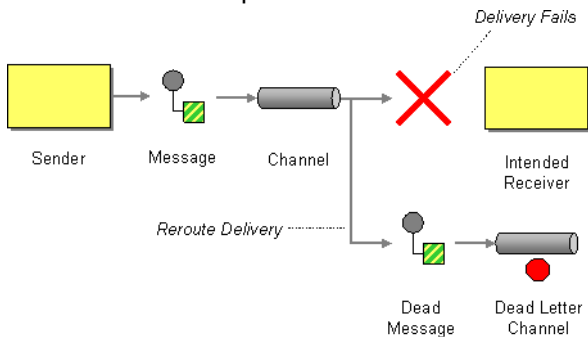 Delivery Fails
Sender
Message
Channel
Intended
Receiver
Reroute Delivery
Dead
Message
Dead Letter
Channel